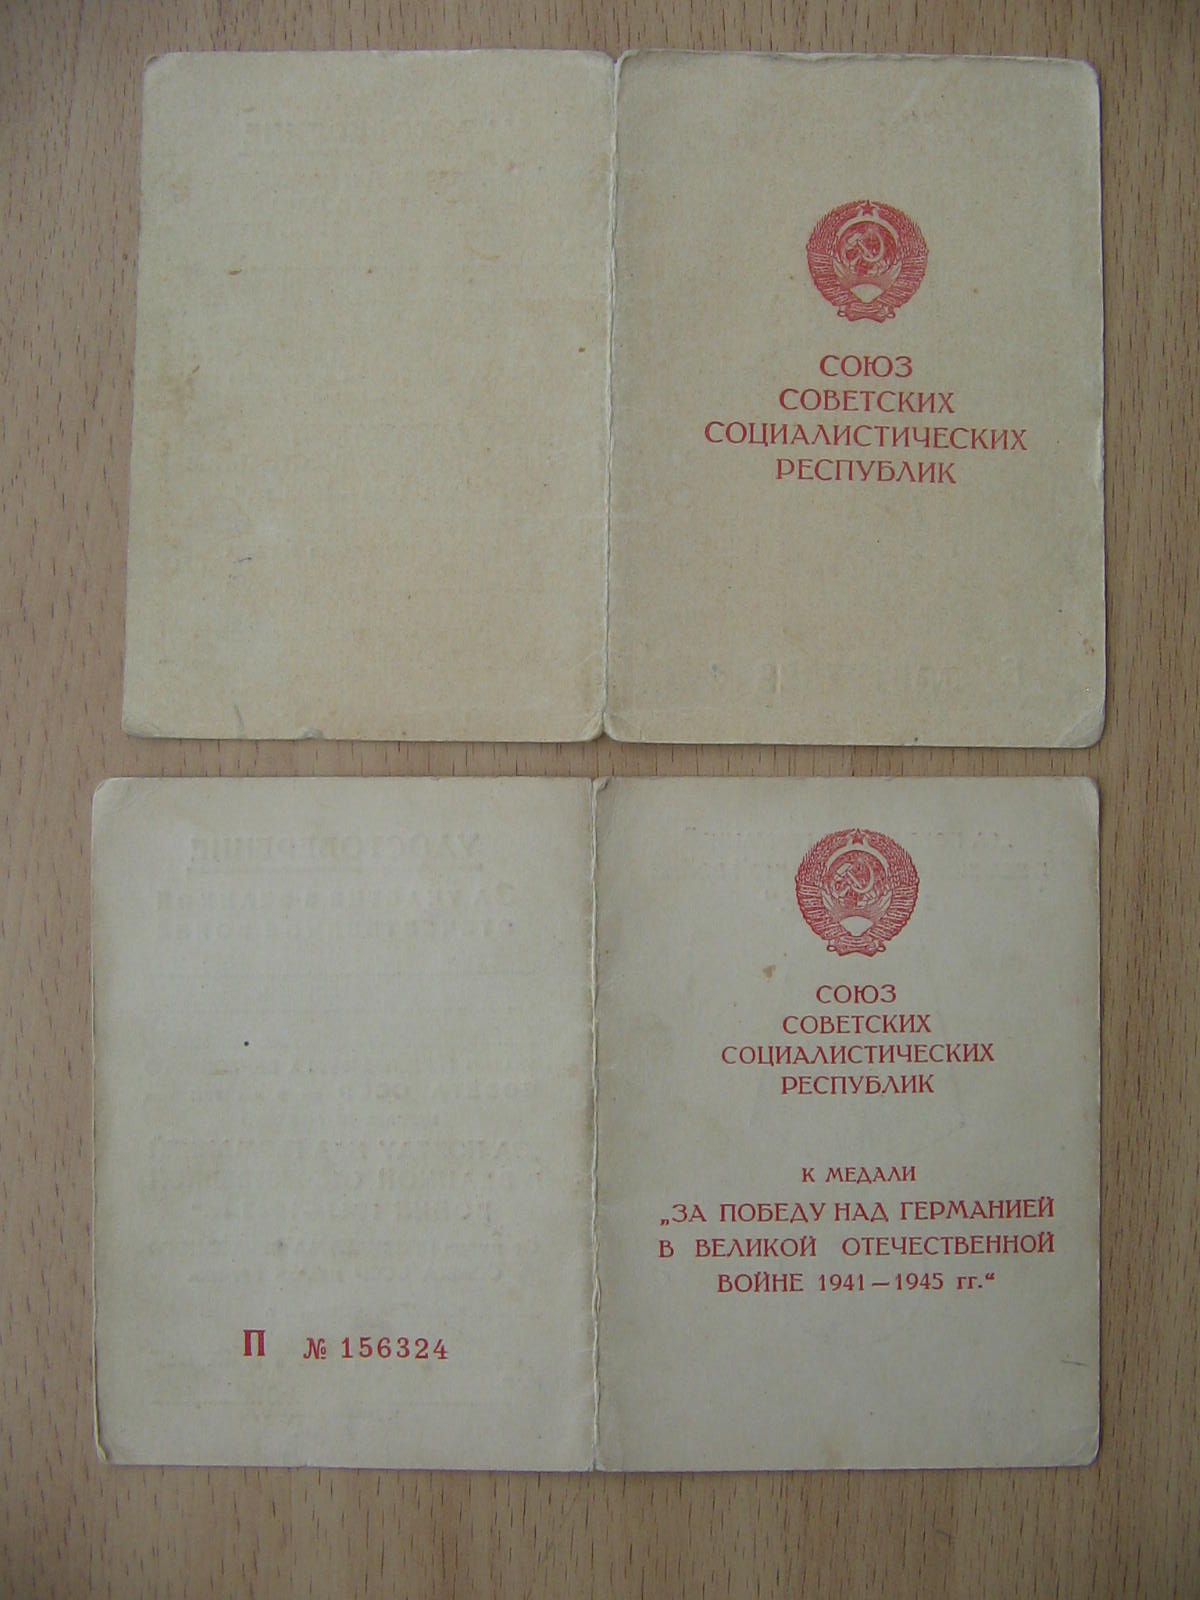 СОЮЗ
СОВЕТСКИХ
СОЦИАЛИСТИЧЕСКИХ
РЕСПУБЛИК
П № 156324
СОЮЗ
СОВЕТСКИХ
СОЦИАЛИСТИЧЕСКИХ
РЕСПУБЛИК
К МЕДАЛИ
„ЗА ПОБЕДУ НАД ГЕРМАНИЕЙ
В ВЕЛИКОЙ ОТЕЧЕСТВЕННОЙ
ВОЙНЕ 1941—1945 гг.“